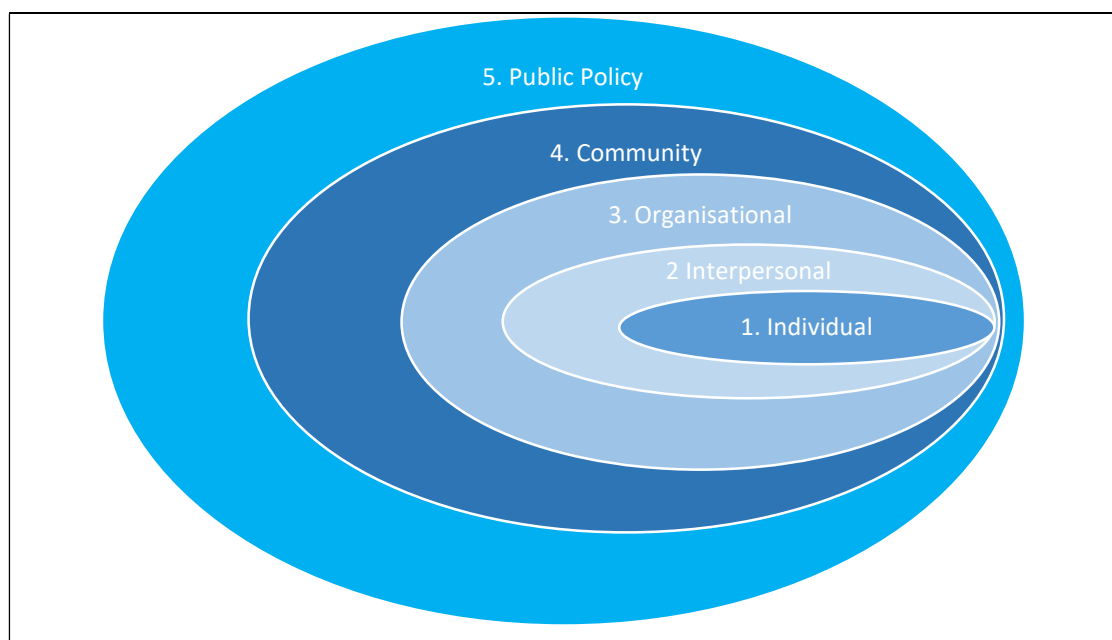 5. Public Policy
4. Community
3. Organisational
2 Interpersonal
1. Individual